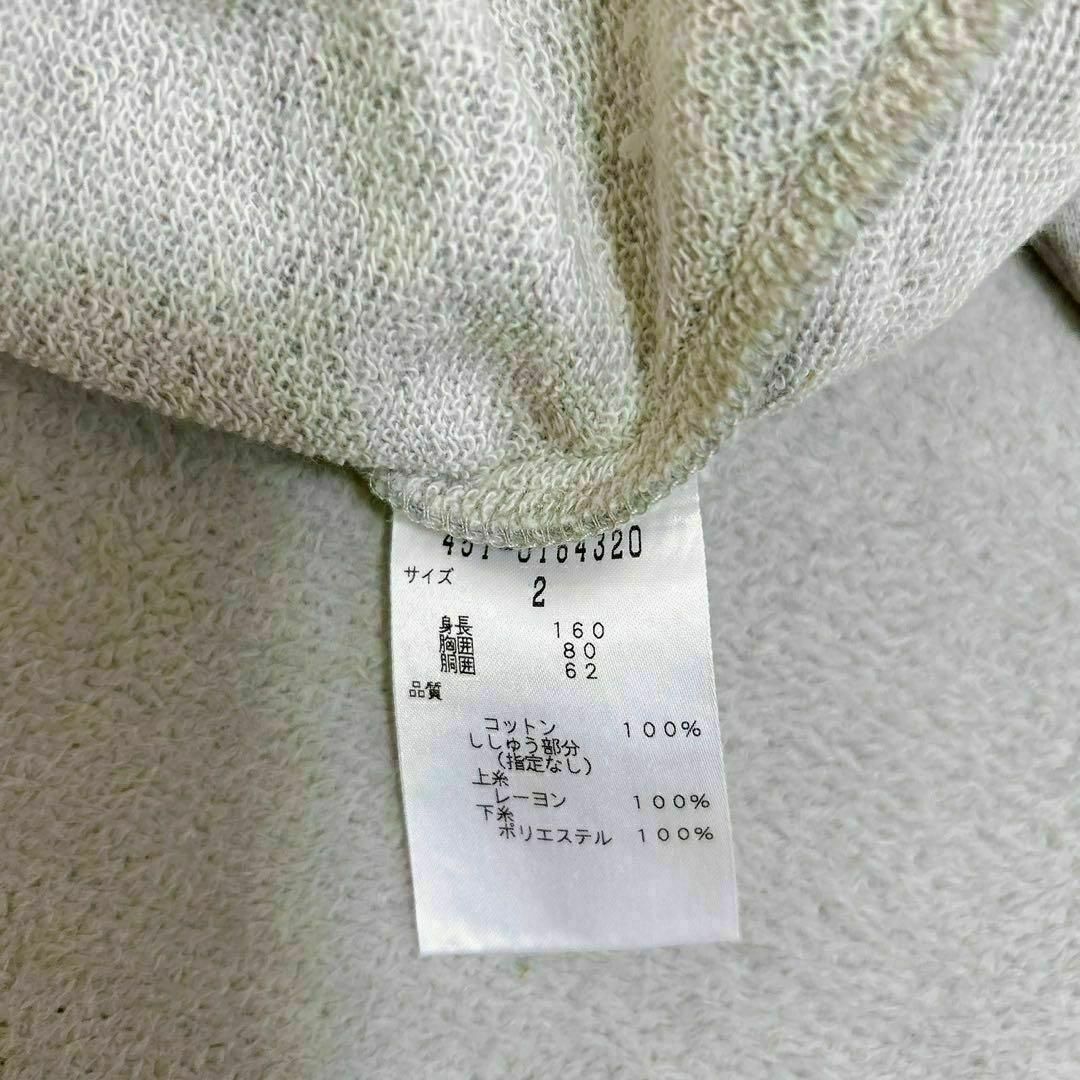 451-0184320
サイズ
2
身長 160
胸囲 80
胴囲 62
品質
コットン 100%
ししゅう部分
(指定なし)
上糸
レーヨン 100%
下糸
ポリエステル 100%